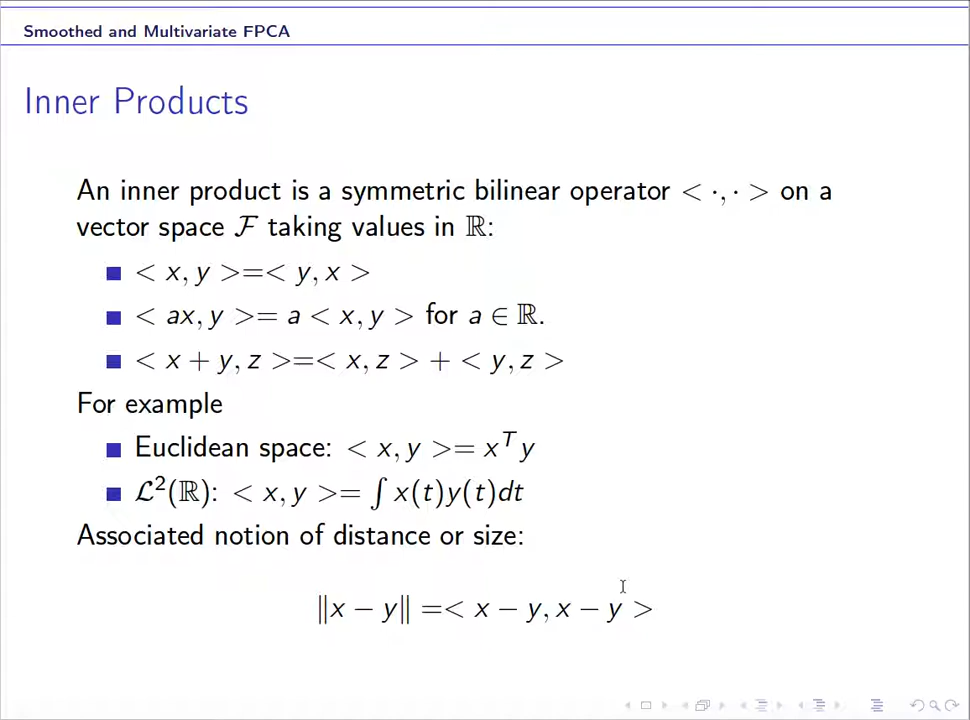 Smoothed and Multivariate FPCA
Inner Products
An inner product is a symmetric bilinear operator < ·, · > on a
vector space ℱ taking values in ℝ:
< x, y >=< y, x >
< ax, y >= a < x, y > for a ∈ ℝ.
< x + y, z >=< x, z > + < y, z >
For example
Euclidean space: < x, y >= xᵀy
ℒ²(ℝ): < x, y >= ∫ x(t)y(t)dt
Associated notion of distance or size:
‖x − y‖ =< x − y, x − y >